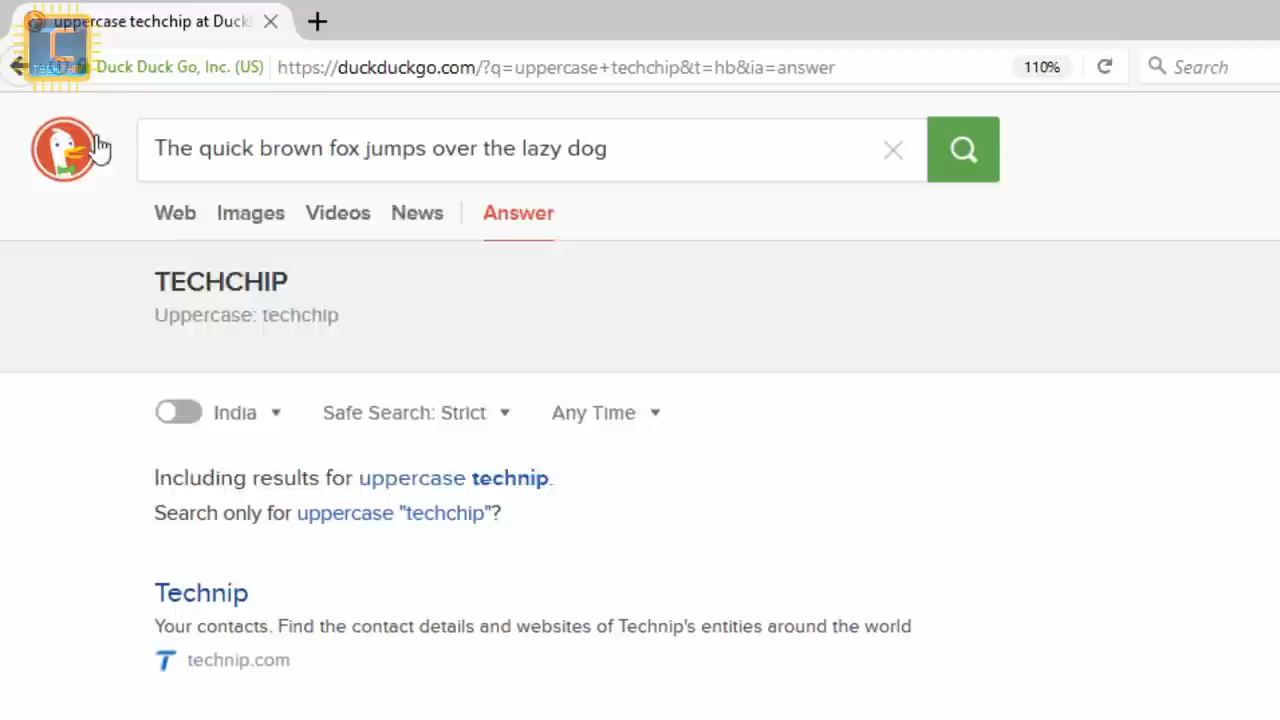 uppercase techchip at Duck
Duck Duck Go, Inc. (US)
https://duckduckgo.com/?q=uppercase+techchip&t=hb&ia=answer
110%
Search
The quick brown fox jumps over the lazy dog
Web Images Videos News Answer
TECHCHIP
Uppercase: techchip
India Safe Search: Strict Any Time
Including results for uppercase technip.
Search only for uppercase "techchip"?
Technip
Your contacts. Find the contact details and websites of Technip's entities around the world
technip.com